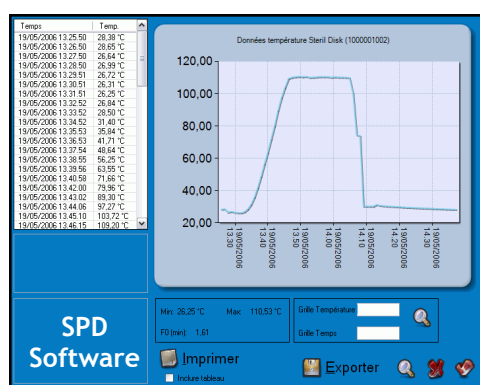 Temps Temp.
19/05/2006 13.25.50 28,38 °C
19/05/2006 13.26.50 28,65 °C
19/05/2006 13.27.50 26,64 °C
19/05/2006 13.28.50 26,99 °C
19/05/2006 13.29.51 26,72 °C
19/05/2006 13.30.51 26,31 °C
19/05/2006 13.31.51 26,25 °C
19/05/2006 13.32.52 26,84 °C
19/05/2006 13.33.52 28,50 °C
19/05/2006 13.34.52 31,40 °C
19/05/2006 13.35.53 35,84 °C
19/05/2006 13.36.53 41,71 °C
19/05/2006 13.37.54 48,64 °C
19/05/2006 13.38.55 56,25 °C
19/05/2006 13.39.56 63,55 °C
19/05/2006 13.40.58 71,66 °C
19/05/2006 13.42.00 79,96 °C
19/05/2006 13.43.02 89,30 °C
19/05/2006 13.44.06 97,27 °C
19/05/2006 13.45.10 103,72 °C
19/05/2006 13.46.15 109,20 °C
Données température Steril Disk (1000001002)
120,00
100,00
80,00
60,00
40,00
20,00
19/05/2006
13.30
19/05/2006
13.40
19/05/2006
13.50
19/05/2006
14.00
19/05/2006
14.10
19/05/2006
14.20
19/05/2006
14.30
Min: 26,25 °C Max: 110,53 °C
F0 (min): 1,61
Grille Température
Grille Temps
SPD
Software
Imprimer
Inclure tableau
Exporter